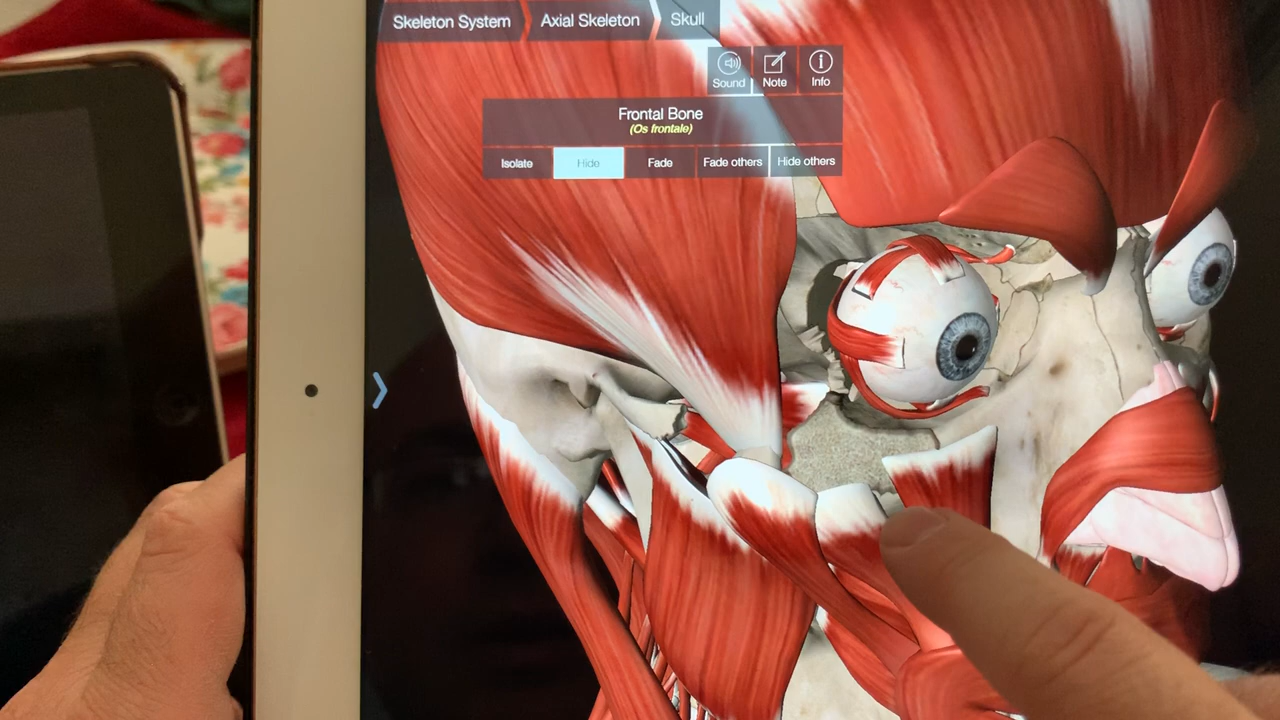 Skeleton System Axial Skeleton Skull
Sound Note Info
Frontal Bone
(Os frontale)
Isolate Hide Fade Fade others Hide others